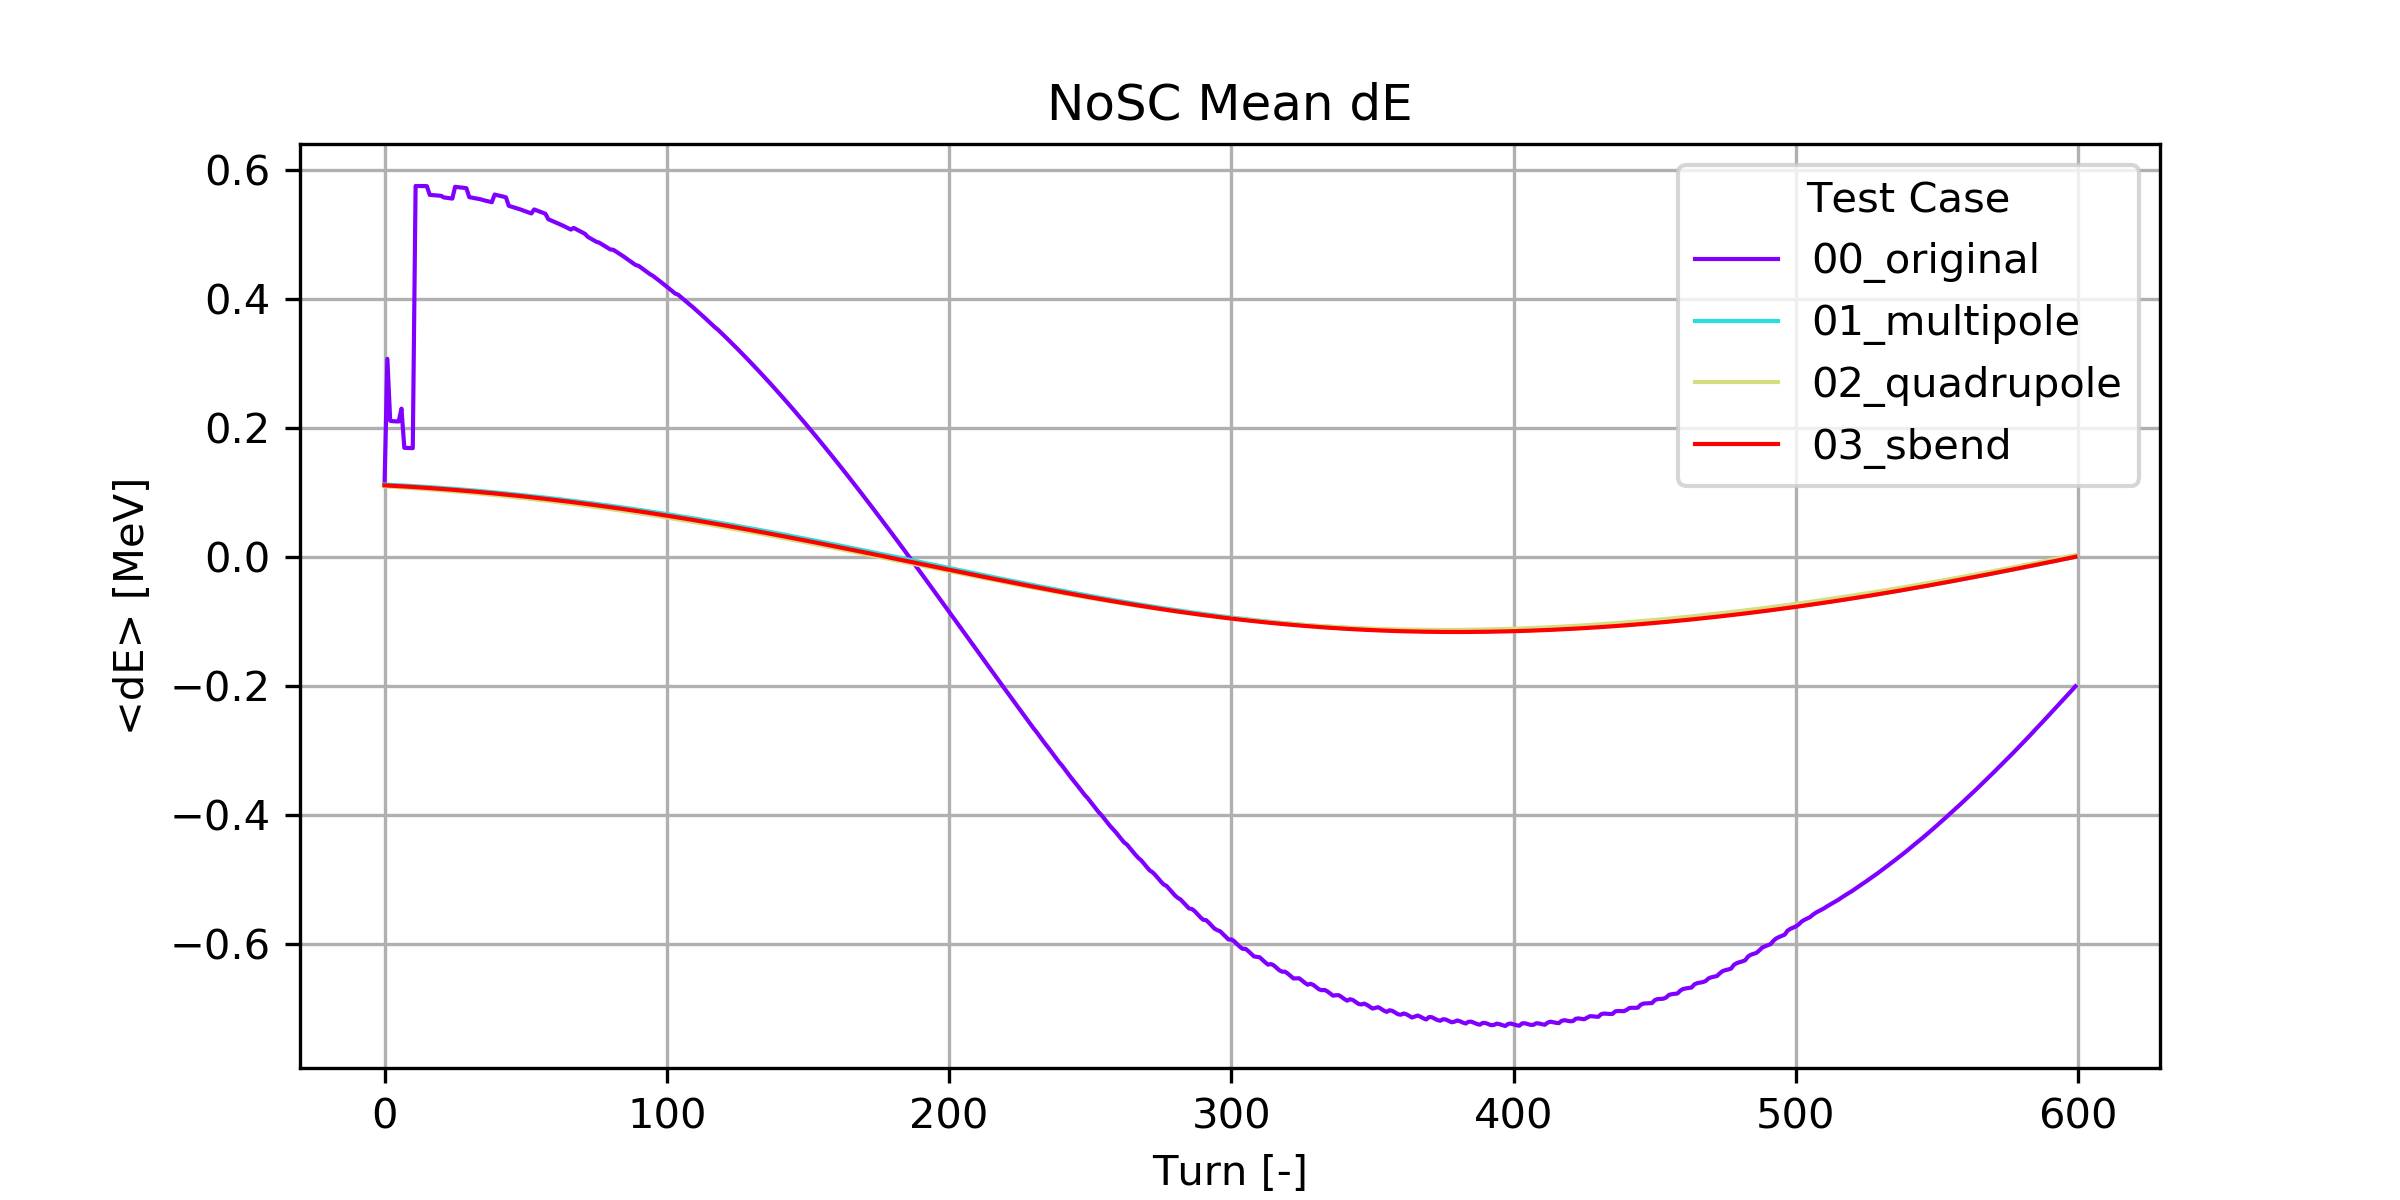 NoSC Mean dE
<dE> [MeV]
0.6
0.4
0.2
0.0
−0.2
−0.4
−0.6
Test Case
00_original
01_multipole
02_quadrupole
03_sbend
0 100 200 300 400 500 600
Turn [-]